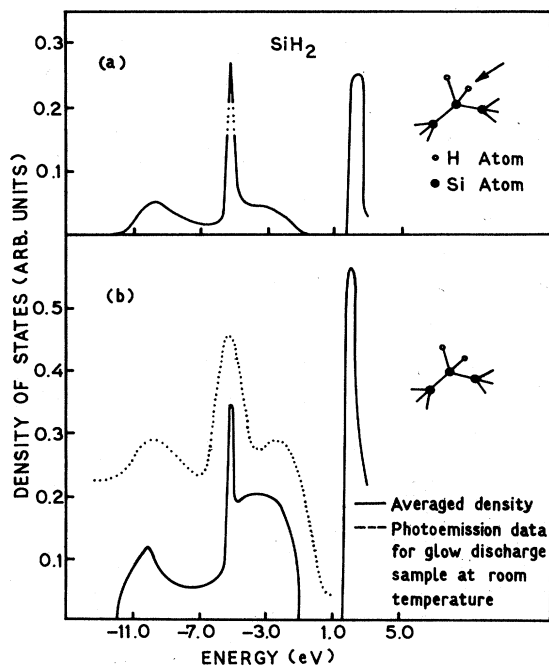 SiH2
(a)
0.3
0.2
0.1
H Atom
Si Atom
(b)
0.5
0.4
0.3
0.2
0.1
Averaged density
Photoemission data
for glow discharge
sample at room
temperature
-11.0 -7.0 -3.0 1.0 5.0
ENERGY (eV)
DENSITY OF STATES (ARB. UNITS)